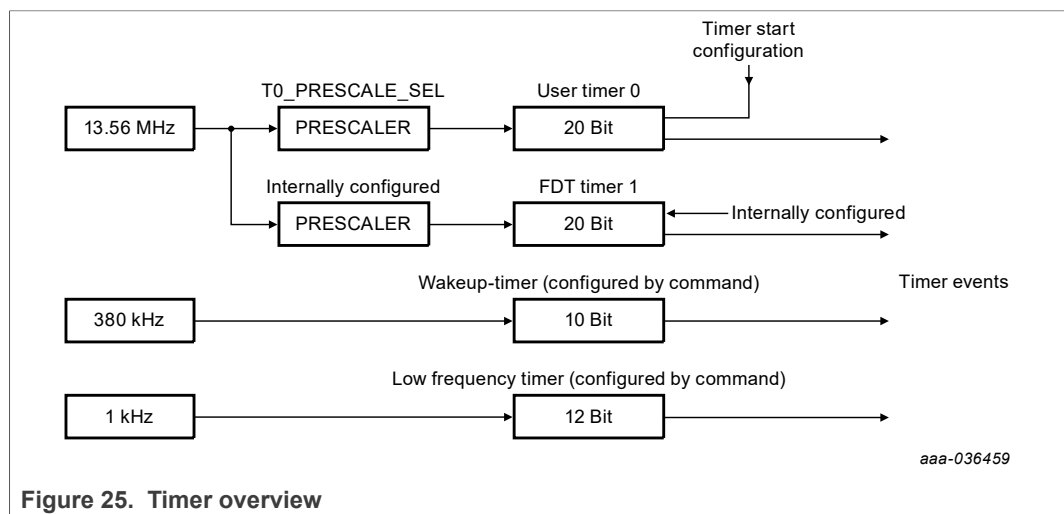 Timer start
configuration
T0_PRESCALE_SEL
User timer 0
13.56 MHz
PRESCALER
20 Bit
Internally configured
FDT timer 1
PRESCALER
20 Bit
Internally configured
Wakeup-timer (configured by command)
Timer events
380 kHz
10 Bit
Low frequency timer (configured by command)
1 kHz
12 Bit
aaa-036459
Figure 25. Timer overview